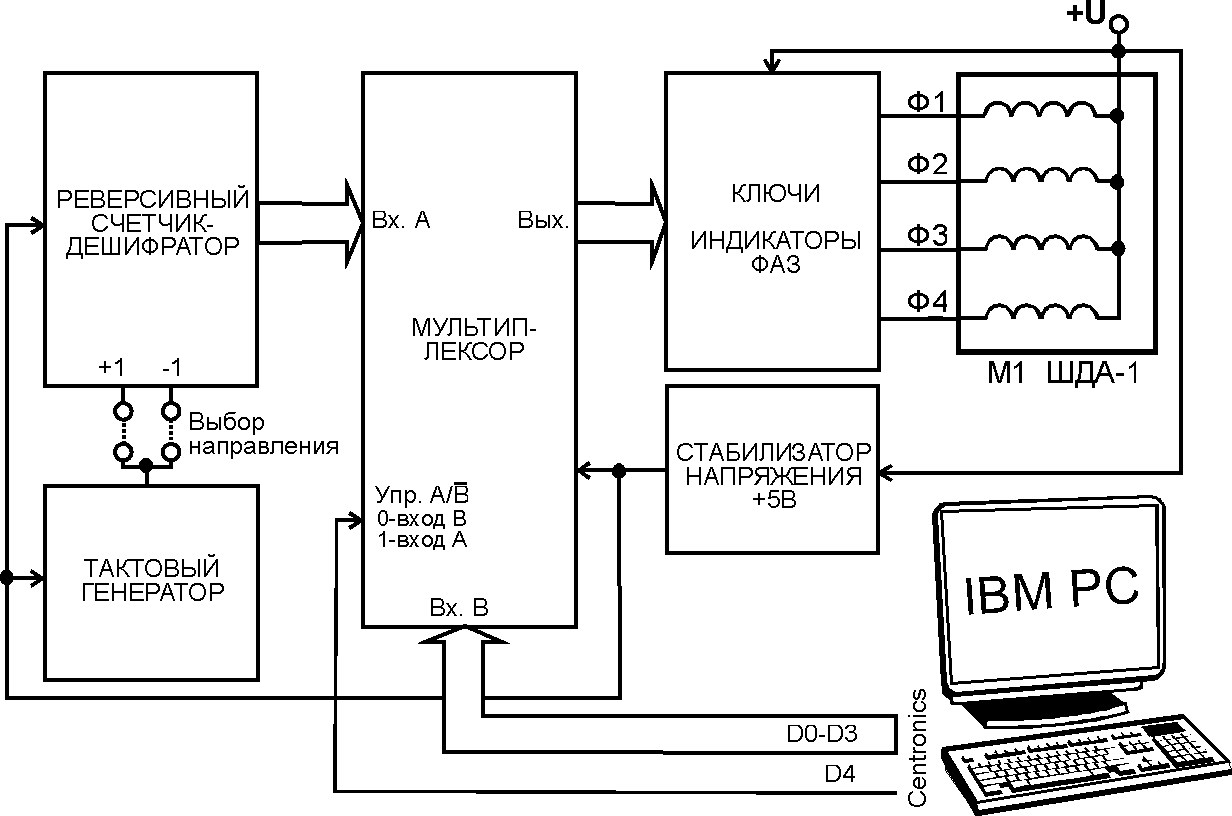 +U
РЕВЕРСИВНЫЙ
СЧЕТЧИК-
ДЕШИФРАТОР
+1 -1
Выбор
направления
ТАКТОВЫЙ
ГЕНЕРАТОР
Вх. A
Вых.
МУЛЬТИП-
ЛЕКСОР
Упр. A/B̅
0-вход B
1-вход A
Вх. B
КЛЮЧИ
ИНДИКАТОРЫ
ФАЗ
Ф1
Ф2
Ф3
Ф4
М1 ШДА-1
СТАБИЛИЗАТОР
НАПРЯЖЕНИЯ
+5В
IBM PC
Centronics
D0-D3
D4